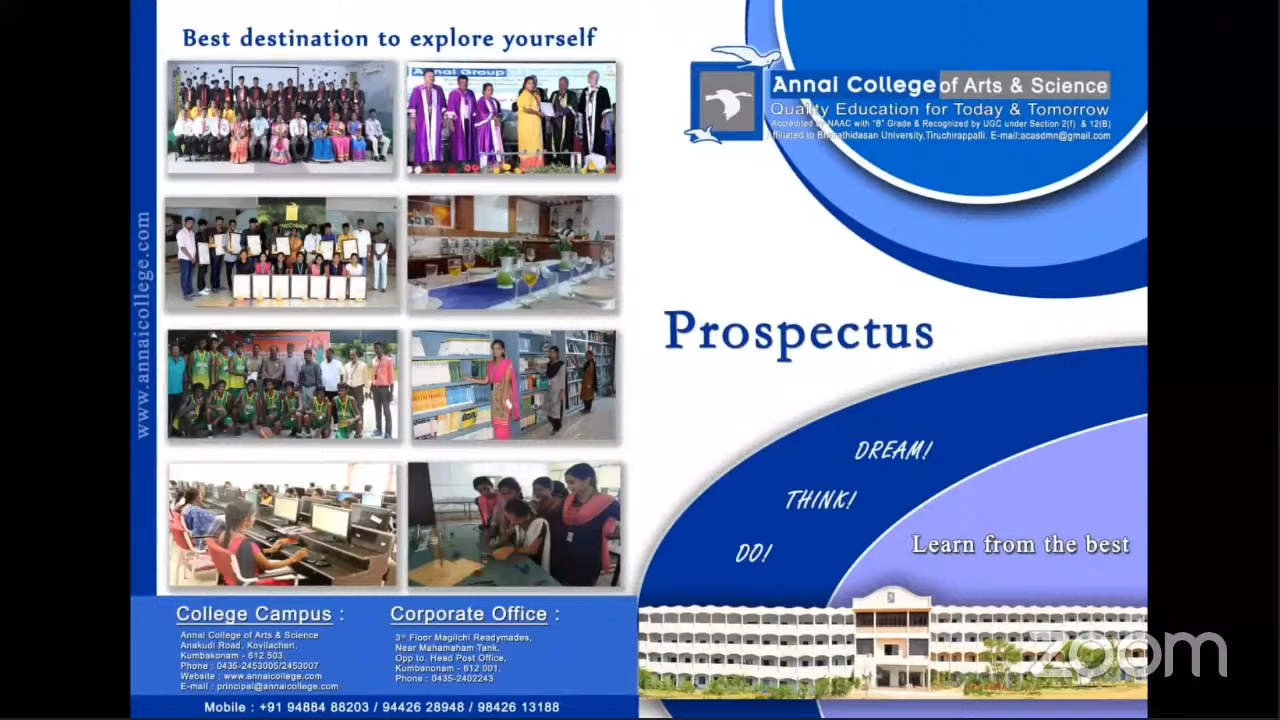 Best destination to explore yourself
Annai Group
www.annaicollege.com
College Campus :
Annai College of Arts & Science
Anakudi Road, Kovilacheri,
Kumbakonam - 612 503.
Phone : 0435-2453005/2453007
Website : www.annaicollege.com
E-mail : principal@annaicollege.com
Corporate Office :
3rd Floor Magilchi Readymades,
Near Mahamaham Tank,
Opp to. Head Post Office,
Kumbanonam - 612 001.
Phone : 0435-2402243
Mobile : +91 94884 88203 / 94426 28948 / 98426 13188
Annai College of Arts & Science
Quality Education for Today & Tomorrow
Accredited by NAAC with "B" Grade & Recognized by UGC under Section 2(f) & 12(B)
Affiliated to Bharathidasan University,Tiruchirappalli. E-mail:acasdmn@gmail.com
Prospectus
DREAM!
THINK!
DO!
Learn from the best
zoom